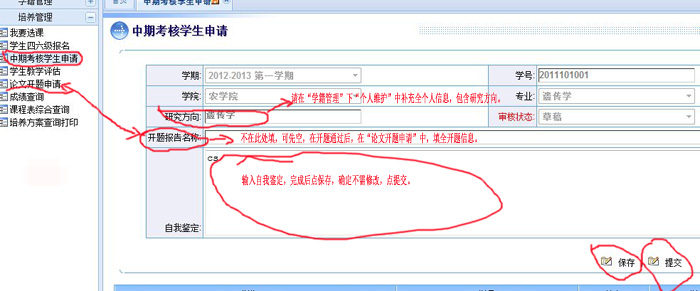 学籍管理
首页
中期考核学生申请
培养管理
我要选课
学生四六级报名
中期考核学生申请
学生教学评估
论文开题申请
成绩查询
课程表综合查询
培养方案查询打印
中期考核学生申请
学期: 2012-2013 第一学期 学号: 2011101001
学院: 农学院 请在“学籍管理”下“个人维护”中补充全个人信息，包含研究方向。 专业: 遗传学
研究方向: 遗传学 审核状态: 草稿
开题报告名称: 不在此处填，可先空，在开题通过后，在“论文开题申请”中，填全开题信息。
cs
输入自我鉴定，完成后点保存，确定不需修改，点提交。
自我鉴定:
保存 提交